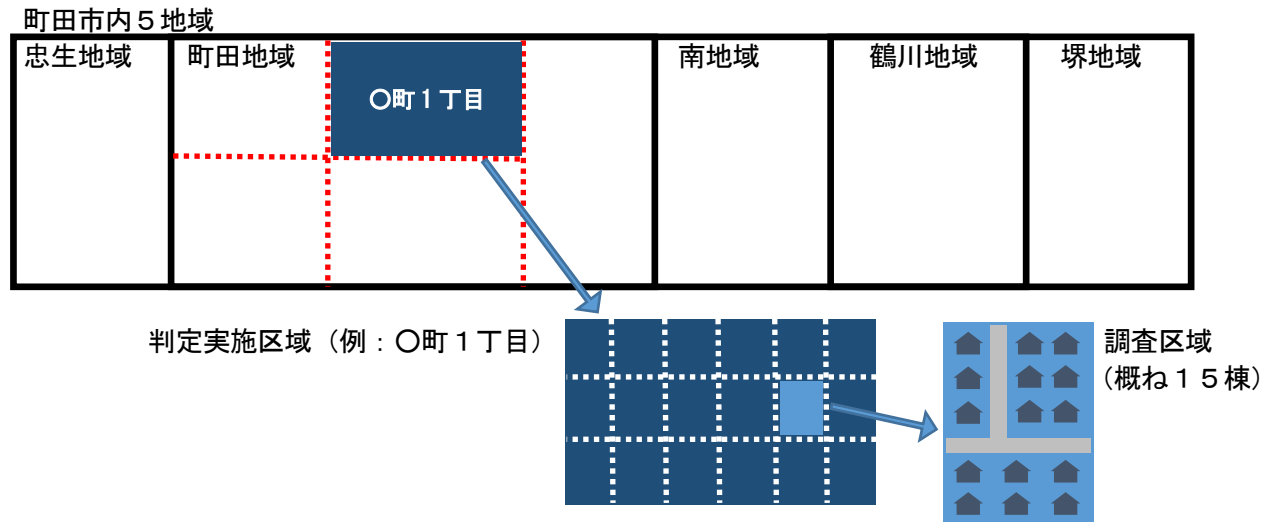 町田市内５地域
忠生地域
町田地域
南地域
鶴川地域
堺地域
〇町１丁目
判定実施区域（例：〇町１丁目）
調査区域
（概ね１５棟）